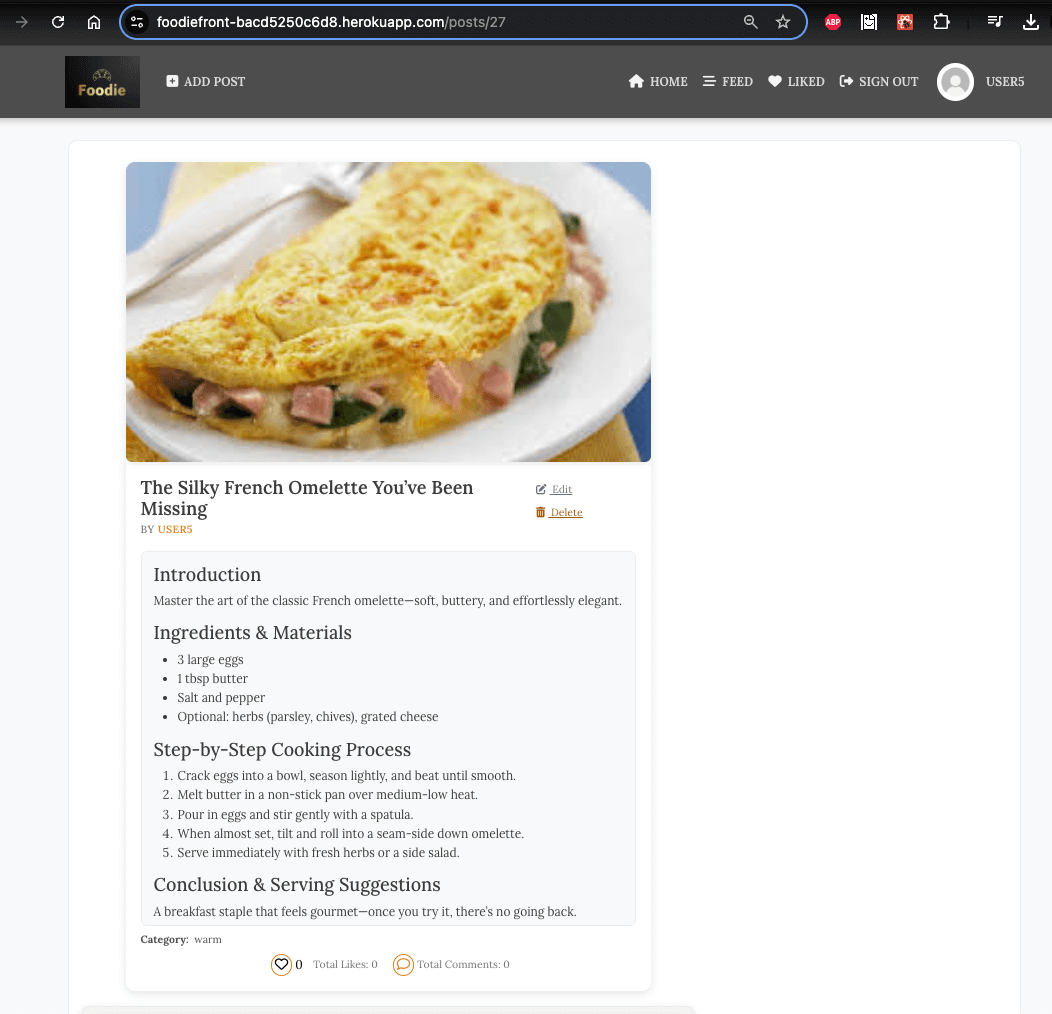 foodiefront-bacd5250c6d8.herokuapp.com/posts/27
ABP
Foodie
ADD POST
HOME
FEED
LIKED
SIGN OUT
USER5
The Silky French Omelette You’ve Been
Missing
BY USER5
Edit
Delete
Introduction
Master the art of the classic French omelette—soft, buttery, and effortlessly elegant.
Ingredients & Materials
• 3 large eggs
• 1 tbsp butter
• Salt and pepper
• Optional: herbs (parsley, chives), grated cheese
Step-by-Step Cooking Process
1. Crack eggs into a bowl, season lightly, and beat until smooth.
2. Melt butter in a non-stick pan over medium-low heat.
3. Pour in eggs and stir gently with a spatula.
4. When almost set, tilt and roll into a seam-side down omelette.
5. Serve immediately with fresh herbs or a side salad.
Conclusion & Serving Suggestions
A breakfast staple that feels gourmet—once you try it, there’s no going back.
Category: warm
0 Total Likes: 0 Total Comments: 0